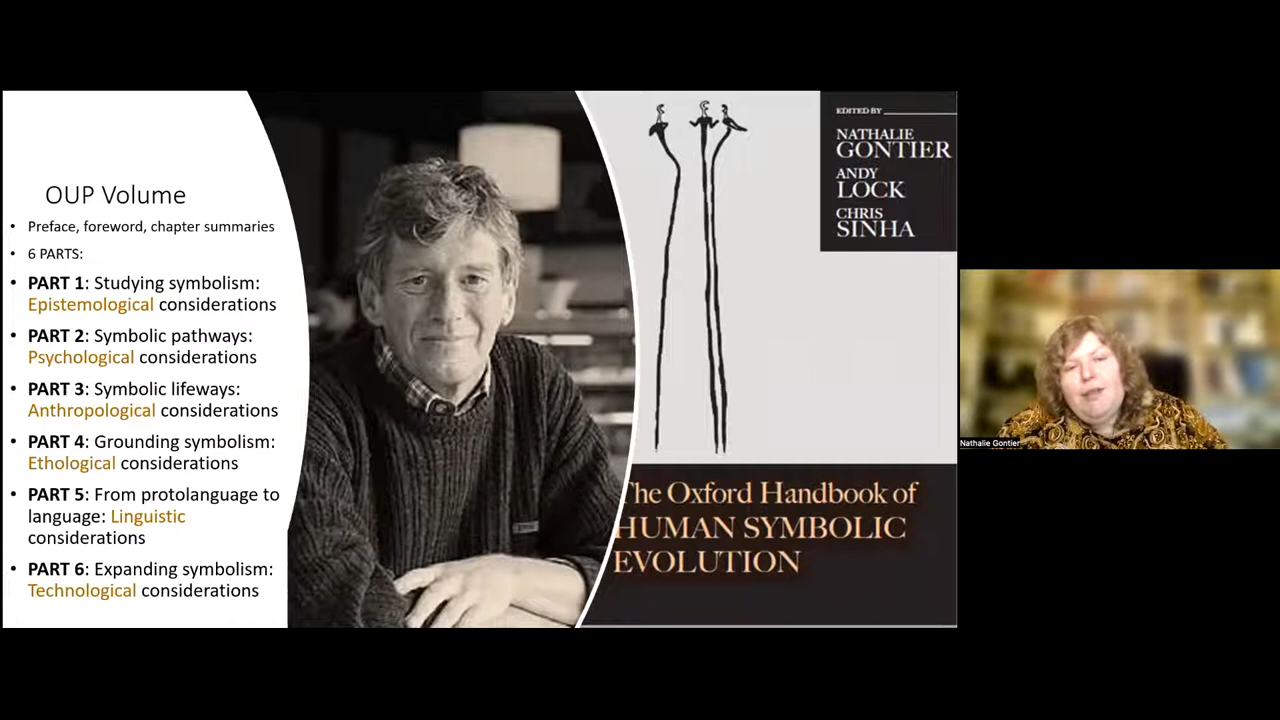 OUP Volume
• Preface, foreword, chapter summaries
• 6 PARTS:
• PART 1: Studying symbolism:
Epistemological considerations
• PART 2: Symbolic pathways:
Psychological considerations
• PART 3: Symbolic lifeways:
Anthropological considerations
• PART 4: Grounding symbolism:
Ethological considerations
• PART 5: From protolanguage to
language: Linguistic
considerations
• PART 6: Expanding symbolism:
Technological considerations
EDITED BY
NATHALIE
GONTIER
ANDY
LOCK
CHRIS
SINHA
The Oxford Handbook of
HUMAN SYMBOLIC
EVOLUTION
Nathalie Gontier